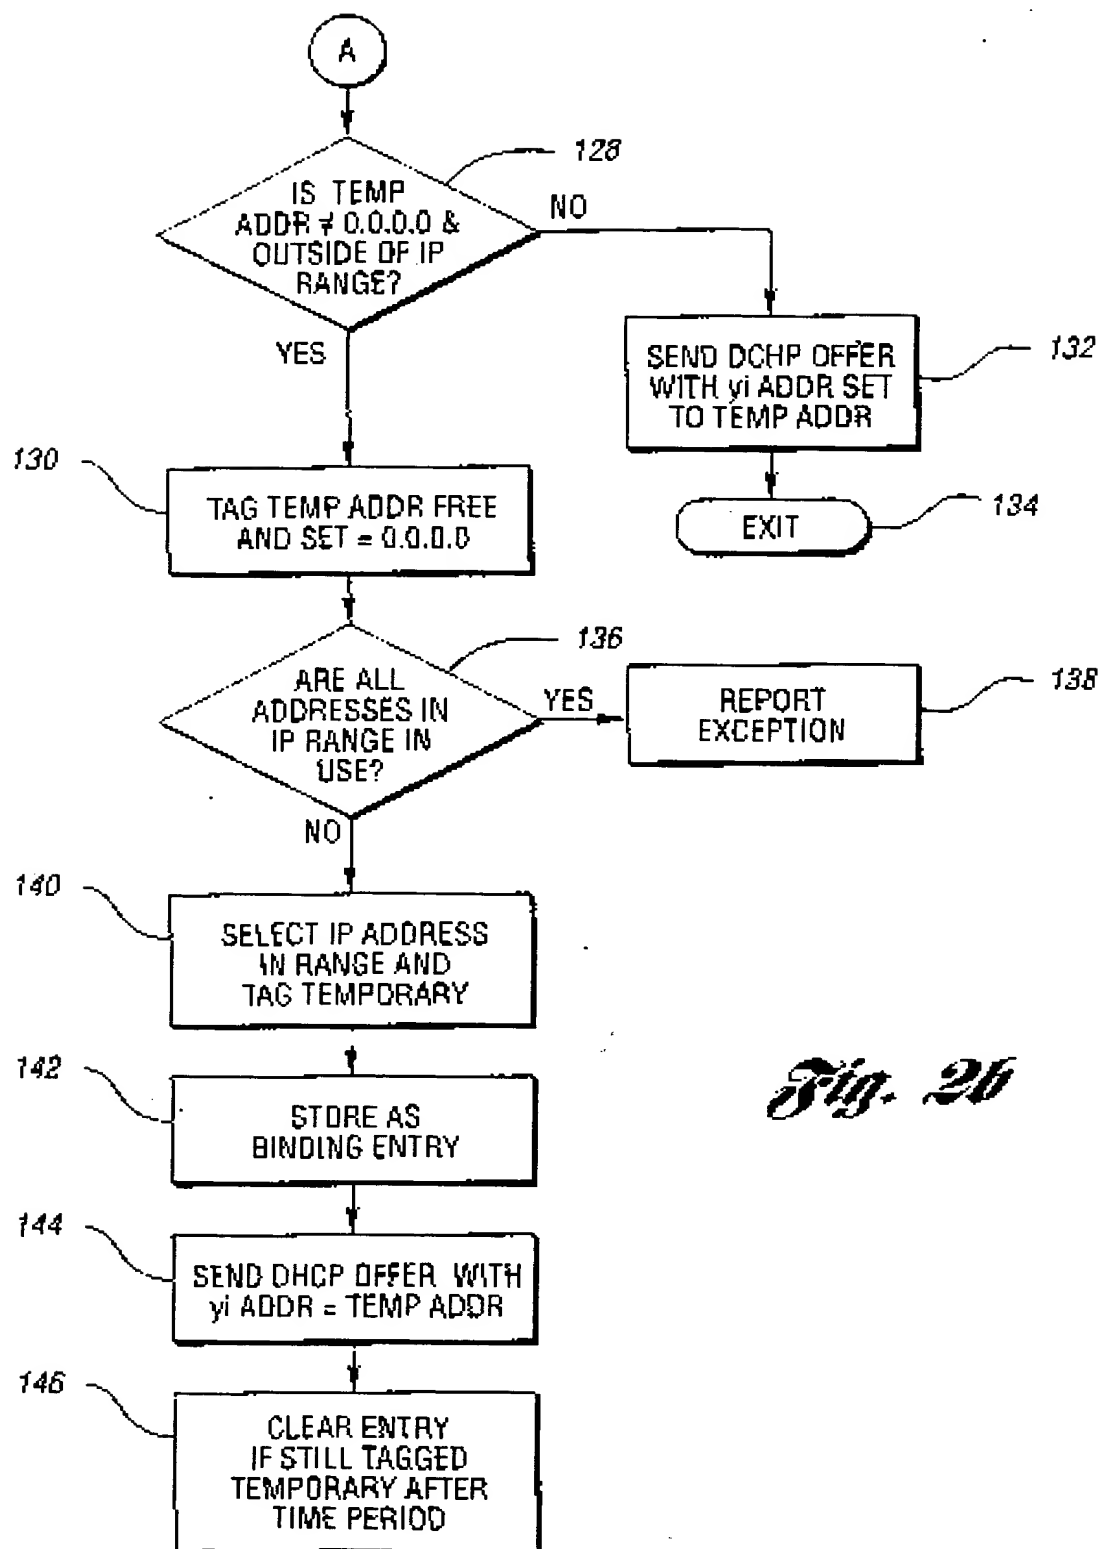 A
128
IS TEMP
ADDR ≠ 0.0.0.0 &
OUTSIDE OF IP
RANGE?
NO
YES
SEND DCHP OFFER
WITH yi ADDR SET
TO TEMP ADDR
132
130
TAG TEMP ADDR FREE
AND SET = 0.0.0.0
EXIT
134
136
ARE ALL
ADDRESSES IN
IP RANGE IN
USE?
YES
NO
REPORT
EXCEPTION
138
140
SELECT IP ADDRESS
IN RANGE AND
TAG TEMPORARY
142
STORE AS
BINDING ENTRY
Fig. 2b
144
SEND DHCP OFFER WITH
yi ADDR = TEMP ADDR
146
CLEAR ENTRY
IF STILL TAGGED
TEMPORARY AFTER
TIME PERIOD